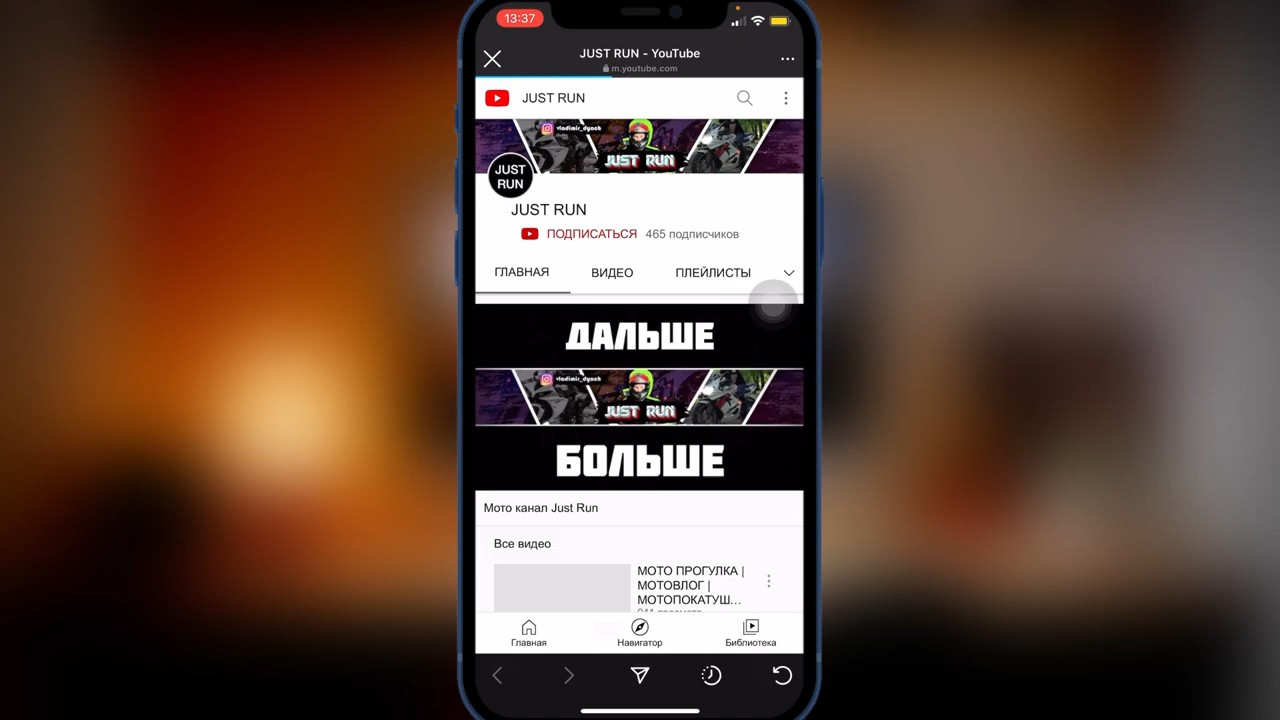 13:37
JUST RUN - YouTube
m.youtube.com
JUST RUN
vladimir_dyach
JUST RUN
JUST
RUN
JUST RUN
ПОДПИСАТЬСЯ 465 подписчиков
ГЛАВНАЯ ВИДЕО ПЛЕЙЛИСТЫ
ДАЛЬШЕ
vladimir_dyach
JUST RUN
БОЛЬШЕ
Мото канал Just Run
Все видео
МОТО ПРОГУЛКА |
МОТОВЛОГ |
МОТОПОКАТУШ...
Главная Навигатор Библиотека